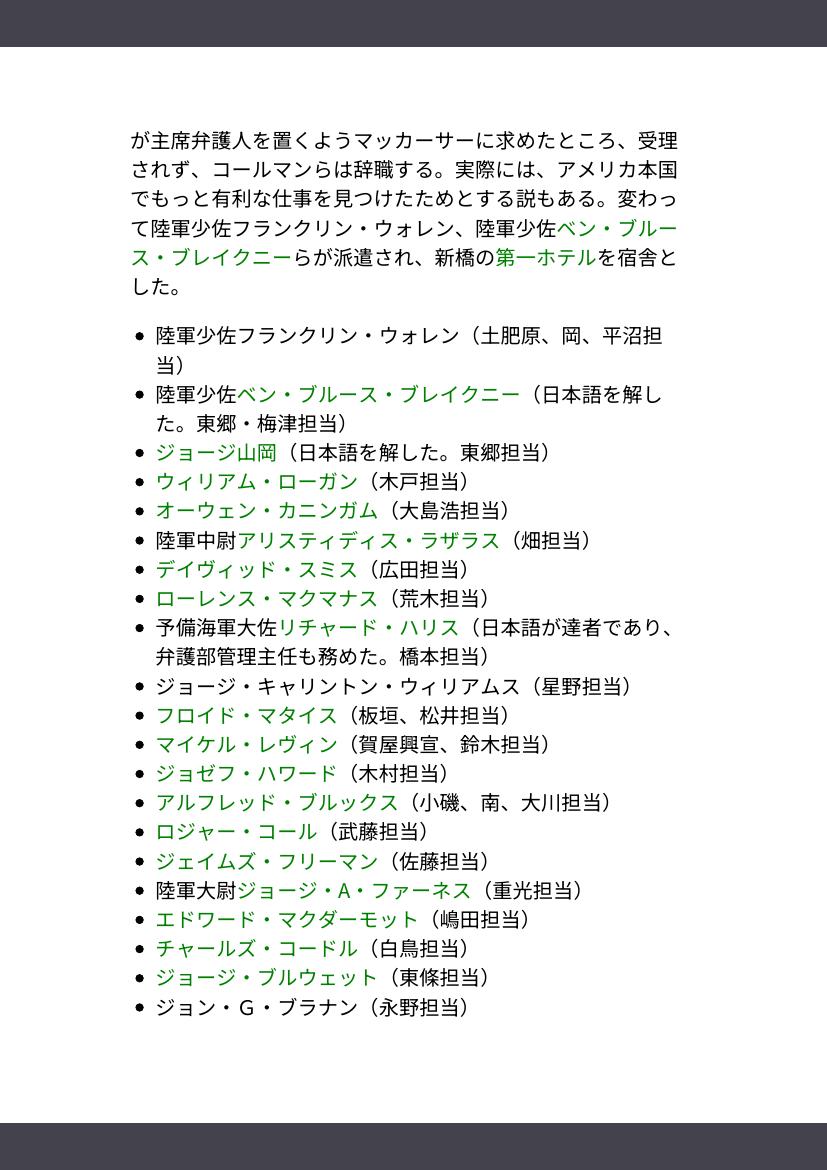 が主席弁護人を置くようマッカーサーに求めたところ、受理
されず、コールマンらは辞職する。実際には、アメリカ本国
でもっと有利な仕事を見つけたためとする説もある。変わっ
て陸軍少佐フランクリン・ウォレン、陸軍少佐ベン・ブルー
ス・ブレイクニーらが派遣され、新橋の第一ホテルを宿舎と
した。
• 陸軍少佐フランクリン・ウォレン（土肥原、岡、平沼担
当）
• 陸軍少佐ベン・ブルース・ブレイクニー（日本語を解し
た。東郷・梅津担当）
• ジョージ山岡（日本語を解した。東郷担当）
• ウィリアム・ローガン（木戸担当）
• オーウェン・カニンガム（大島浩担当）
• 陸軍中尉アリスティディス・ラザラス（畑担当）
• デイヴィッド・スミス（広田担当）
• ローレンス・マクマナス（荒木担当）
• 予備海軍大佐リチャード・ハリス（日本語が達者であり、
弁護部管理主任も務めた。橋本担当）
• ジョージ・キャリントン・ウィリアムス（星野担当）
• フロイド・マタイス（板垣、松井担当）
• マイケル・レヴィン（賀屋興宣、鈴木担当）
• ジョゼフ・ハワード（木村担当）
• アルフレッド・ブルックス（小磯、南、大川担当）
• ロジャー・コール（武藤担当）
• ジェイムズ・フリーマン（佐藤担当）
• 陸軍大尉ジョージ・A・ファーネス（重光担当）
• エドワード・マクダーモット（嶋田担当）
• チャールズ・コードル（白鳥担当）
• ジョージ・ブルウェット（東條担当）
• ジョン・Ｇ・ブラナン（永野担当）